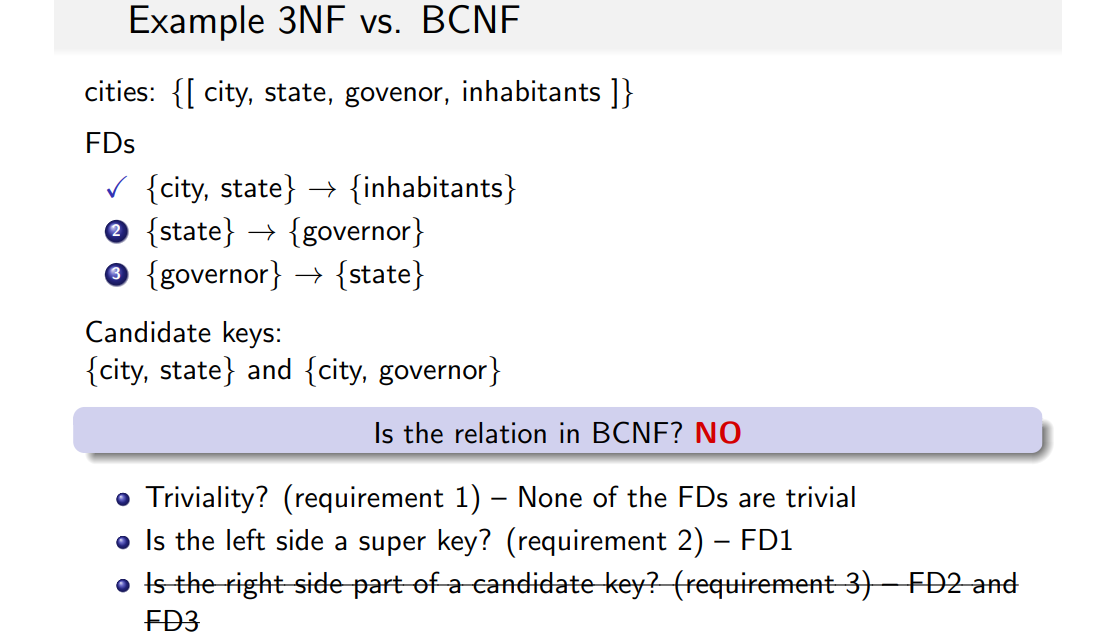 Example 3NF vs. BCNF
cities: {[ city, state, govenor, inhabitants ]}
FDs
✓ {city, state} → {inhabitants}
2 {state} → {governor}
3 {governor} → {state}
Candidate keys:
{city, state} and {city, governor}
Is the relation in BCNF? NO
Triviality? (requirement 1) – None of the FDs are trivial
Is the left side a super key? (requirement 2) – FD1
Is the right side part of a candidate key? (requirement 3) – FD2 and
FD3